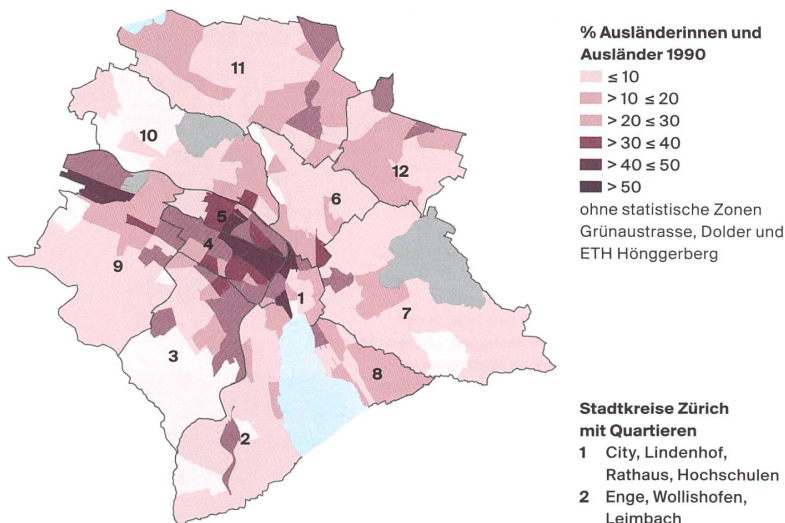 11
10
12
6
5
4
9
1
7
3
8
2
% Ausländerinnen und
Ausländer 1990
≤ 10
> 10 ≤ 20
> 20 ≤ 30
> 30 ≤ 40
> 40 ≤ 50
> 50
ohne statistische Zonen
Grünaustrasse, Dolder und
ETH Hönggerberg
Stadtkreise Zürich
mit Quartieren
1 City, Lindenhof,
Rathaus, Hochschulen
2 Enge, Wollishofen,
Leimbach